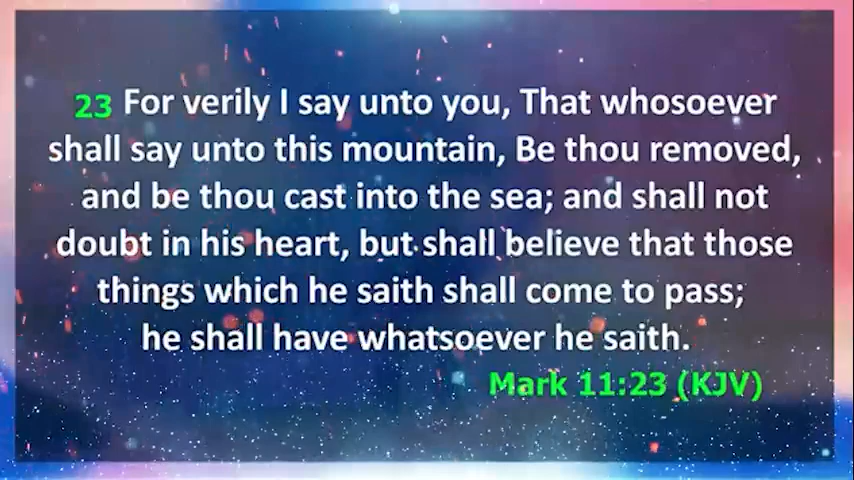 23 For verily I say unto you, That whosoever
shall say unto this mountain, Be thou removed,
and be thou cast into the sea; and shall not
doubt in his heart, but shall believe that those
things which he saith shall come to pass;
he shall have whatsoever he saith.
Mark 11:23 (KJV)